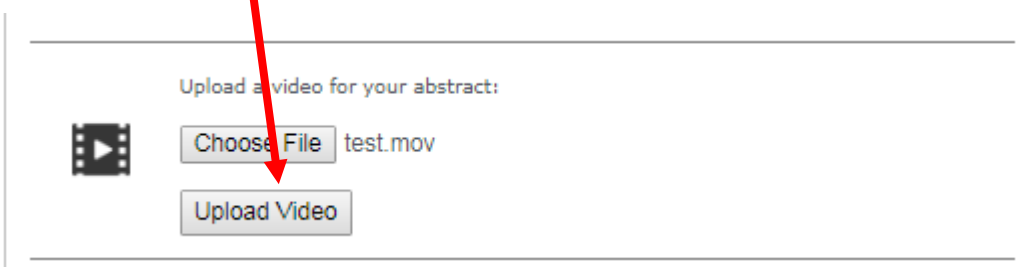 Upload a video for your abstract:
Choose File test.mov
Upload Video